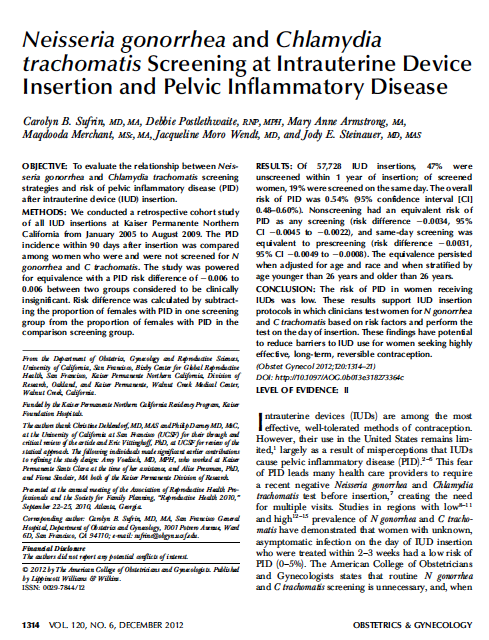 Neisseria gonorrhea and Chlamydia
trachomatis Screening at Intrauterine Device
Insertion and Pelvic Inflammatory Disease
Carolyn B. Sufrin, MD, MA, Debbie Postlethwaite, RNP, MPH, Mary Anne Armstrong, MA,
Maqdooda Merchant, MSc, MA, Jacqueline Moro Wendt, MD, and Jody E. Steinauer, MD, MAS
OBJECTIVE: To evaluate the relationship between Neis-
seria gonorrhea and Chlamydia trachomatis screening
strategies and risk of pelvic inflammatory disease (PID)
after intrauterine device (IUD) insertion.
METHODS: We conducted a retrospective cohort study
of all IUD insertions at Kaiser Permanente Northern
California from January 2005 to August 2009. The PID
incidence within 90 days after insertion was compared
among women who were and were not screened for N
gonorrhea and C trachomatis. The study was powered
for equivalence with a PID risk difference of −0.006 to
0.006 between two groups considered to be clinically
insignificant. Risk difference was calculated by subtract-
ing the proportion of females with PID in one screening
group from the proportion of females with PID in the
comparison screening group.
From the Department of Obstetrics, Gynecology and Reproductive Sciences,
University of California, San Francisco, Bixby Center for Global Reproductive
Health, San Francisco, Kaiser Permanente Northern California, Division of
Research, Oakland, and Kaiser Permanente, Walnut Creek Medical Center,
Walnut Creek, California.
Funded by the Kaiser Permanente Northern California Residency Program, Kaiser
Foundation Hospitals.
The authors thank Christine Dehlendorf, MD, MAS and Philip Darney MD, MSC,
at the University of California at San Francisco (UCSF) for their thorough and
critical reviews of the article and Eric Vittinghoff, PhD, at UCSF for review of the
statistical approach. The following individuals made significant earlier contributions
to refining the study design: Amy Voedisch, MD, MPH, who worked at Kaiser
Permanente Santa Clara at the time of her assistance, and Alice Pressman, PhD,
and Fiona Sinclair, MA both of the Kaiser Permanente Division of Research.
Presented at the annual meeting of the Association of Reproductive Health Pro-
fessionals and the Society for Family Planning, “Reproductive Health 2010,”
September 22–25, 2010, Atlanta, Georgia.
Corresponding author: Carolyn B. Sufrin, MD, MA, San Francisco General
Hospital, Department of Obstetrics and Gynecology, 1001 Potrero Avenue, Ward
6D, San Francisco, CA 94110; e-mail: sufrinc@obgyn.ucsf.edu.
Financial Disclosure
The authors did not report any potential conflicts of interest.
© 2012 by The American College of Obstetricians and Gynecologists. Published
by Lippincott Williams & Wilkins.
ISSN: 0029-7844/12
RESULTS: Of 57,728 IUD insertions, 47% were
unscreened within 1 year of insertion; of screened
women, 19% were screened on the same day. The overall
risk of PID was 0.54% (95% confidence interval [CI]
0.48–0.60%). Nonscreening had an equivalent risk of
PID as any screening (risk difference −0.0034, 95%
CI −0.0045 to −0.0022), and same-day screening was
equivalent to prescreening (risk difference −0.0031,
95% CI −0.0049 to −0.0008). The equivalence persisted
when adjusted for age and race and when stratified by
age younger than 26 years and older than 26 years.
CONCLUSION: The risk of PID in women receiving
IUDs was low. These results support IUD insertion
protocols in which clinicians test women for N gonorrhea
and C trachomatis based on risk factors and perform the
test on the day of insertion. These findings have potential
to reduce barriers to IUD use for women seeking highly
effective, long-term, reversible contraception.
(Obstet Gynecol 2012;120:1314–21)
DOI: http://10.1097/AOG.0b013e318273364c
LEVEL OF EVIDENCE: II
Intrauterine devices (IUDs) are among the most
effective, well-tolerated methods of contraception.
However, their use in the United States remains lim-
ited,1 largely as a result of misperceptions that IUDs
cause pelvic inflammatory disease (PID).2–6 This fear
of PID leads many health care providers to require
a recent negative Neisseria gonorrhea and Chlamydia
trachomatis test before insertion,7 creating the need
for multiple visits. Studies in regions with low8–11
and high12–15 prevalence of N gonorrhea and C tracho-
matis have demonstrated that women with unknown,
asymptomatic infection on the day of IUD insertion
who were treated within 2–3 weeks had a low risk of
PID (0–5%). The American College of Obstetricians
and Gynecologists states that routine N gonorrhea
and C trachomatis screening is unnecessary, and, when
1314 VOL. 120, NO. 6, DECEMBER 2012
OBSTETRICS & GYNECOLOGY